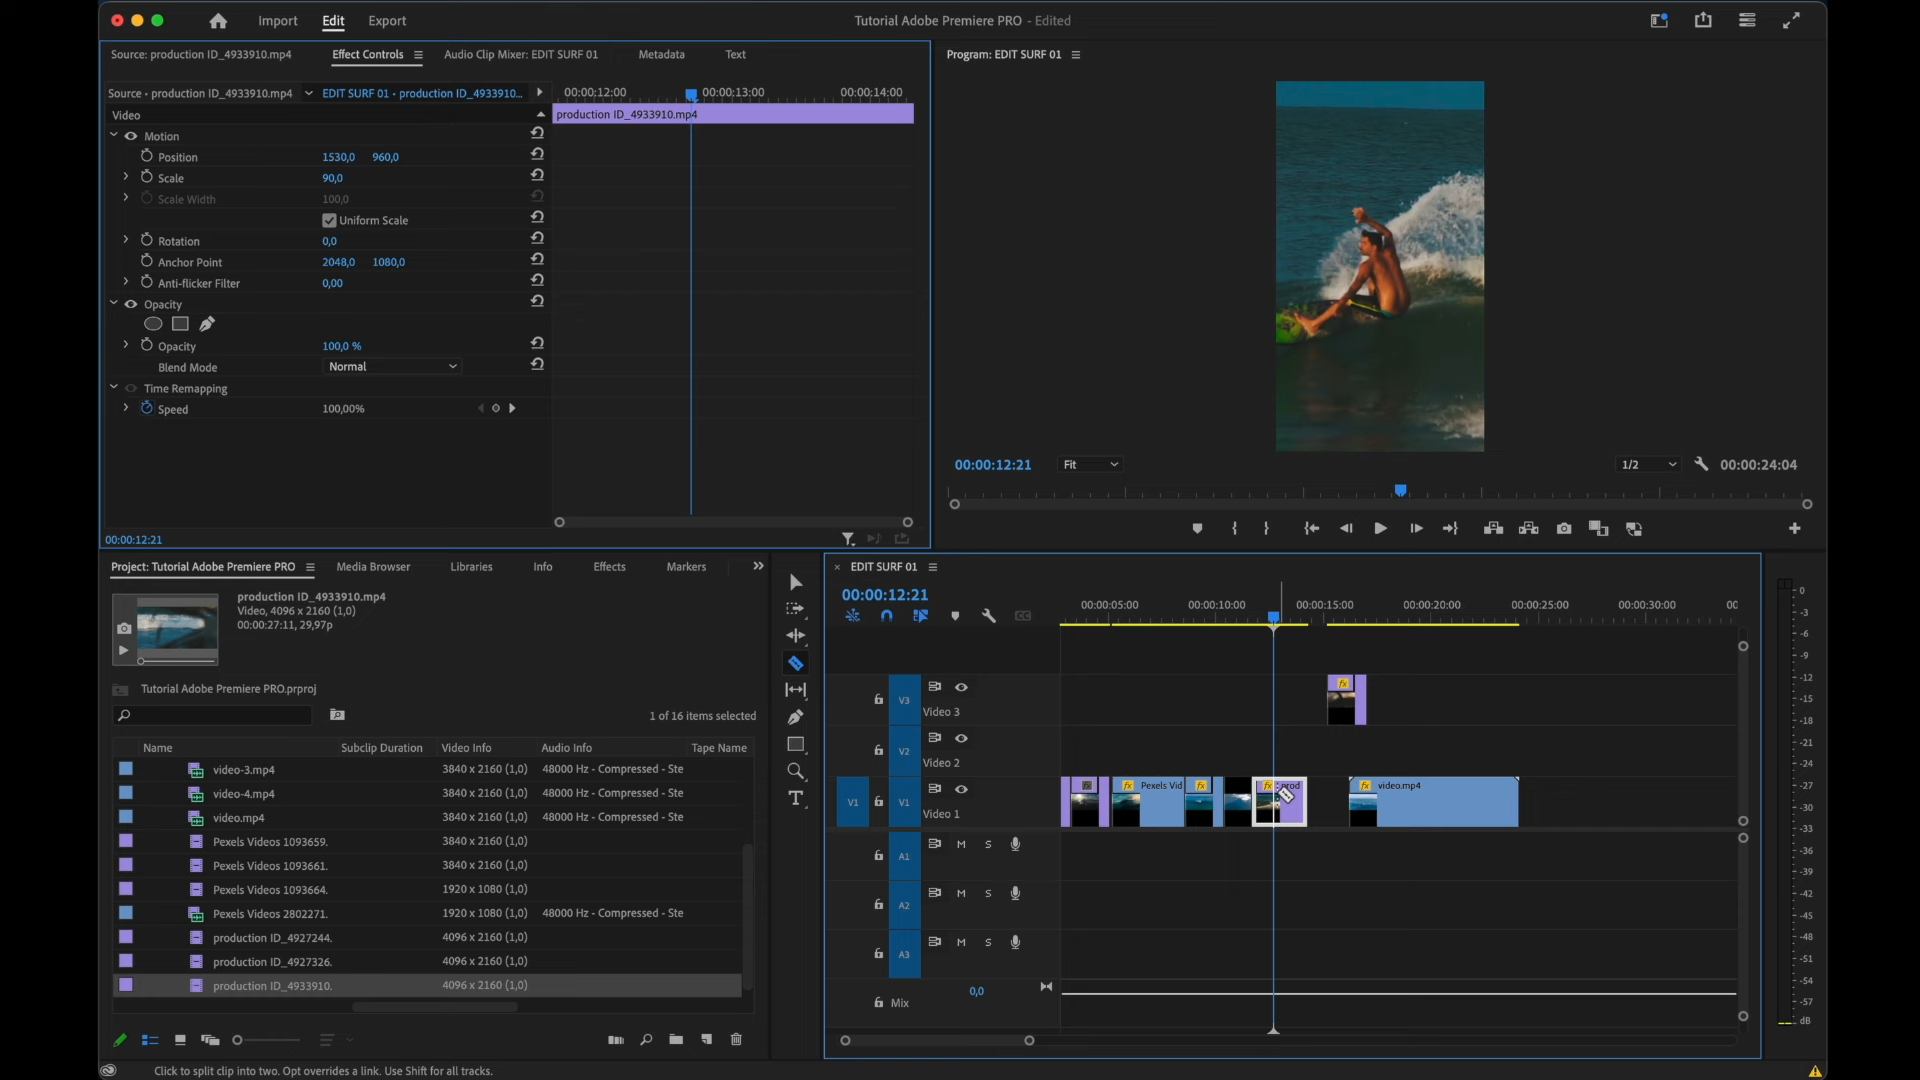 Import Edit Export Tutorial Adobe Premiere PRO - Edited
Source: production ID_4933910.mp4 Effect Controls Audio Clip Mixer: EDIT SURF 01 Metadata Text
Program: EDIT SURF 01
Source • production ID_4933910.mp4 EDIT SURF 01 • production ID_4933910... 00:00:12:00 00:00:13:00 00:00:14:00
Video production ID_4933910.mp4
Motion
Position 1530,0 960,0
Scale 90,0
Scale Width 100,0
Uniform Scale
Rotation 0,0
Anchor Point 2048,0 1080,0
Anti-flicker Filter 0,00
Opacity
Opacity 100,0 %
Blend Mode Normal
Time Remapping
Speed 100,00%
00:00:12:21 Fit 1/2 00:00:24:04
00:00:12:21
Project: Tutorial Adobe Premiere PRO Media Browser Libraries Info Effects Markers
production ID_4933910.mp4
Video, 4096 x 2160 (1,0)
00:00:27:11, 29,97p
Tutorial Adobe Premiere PRO.prproj
1 of 16 items selected
Name Subclip Duration Video Info Audio Info Tape Name
video-3.mp4 3840 x 2160 (1,0) 48000 Hz - Compressed - Ste
video-4.mp4 3840 x 2160 (1,0) 48000 Hz - Compressed - Ste
video.mp4 3840 x 2160 (1,0) 48000 Hz - Compressed - Ste
Pexels Videos 1093659. 3840 x 2160 (1,0)
Pexels Videos 1093661. 3840 x 2160 (1,0)
Pexels Videos 1093664. 1920 x 1080 (1,0)
Pexels Videos 2802271. 1920 x 1080 (1,0) 48000 Hz - Compressed - Ste
production ID_4927244. 4096 x 2160 (1,0)
production ID_4927326. 4096 x 2160 (1,0)
production ID_4933910. 4096 x 2160 (1,0)
EDIT SURF 01
00:00:12:21
00:00:05:00 00:00:10:00 00:00:15:00 00:00:20:00 00:00:25:00 00:00:30:00 00
CC
V3 Video 3 fx
V2 Video 2
V1 V1 Video 1 fx fx Pexels Vid fx fx prod fx video.mp4
A1 M S
A2 M S
A3 M S
Mix 0,0
0
-3
-6
-9
-12
-15
-18
-21
-24
-27
-30
-33
-36
-39
-42
-45
-48
-51
-54
-57
dB
Click to split clip into two. Opt overrides a link. Use Shift for all tracks.